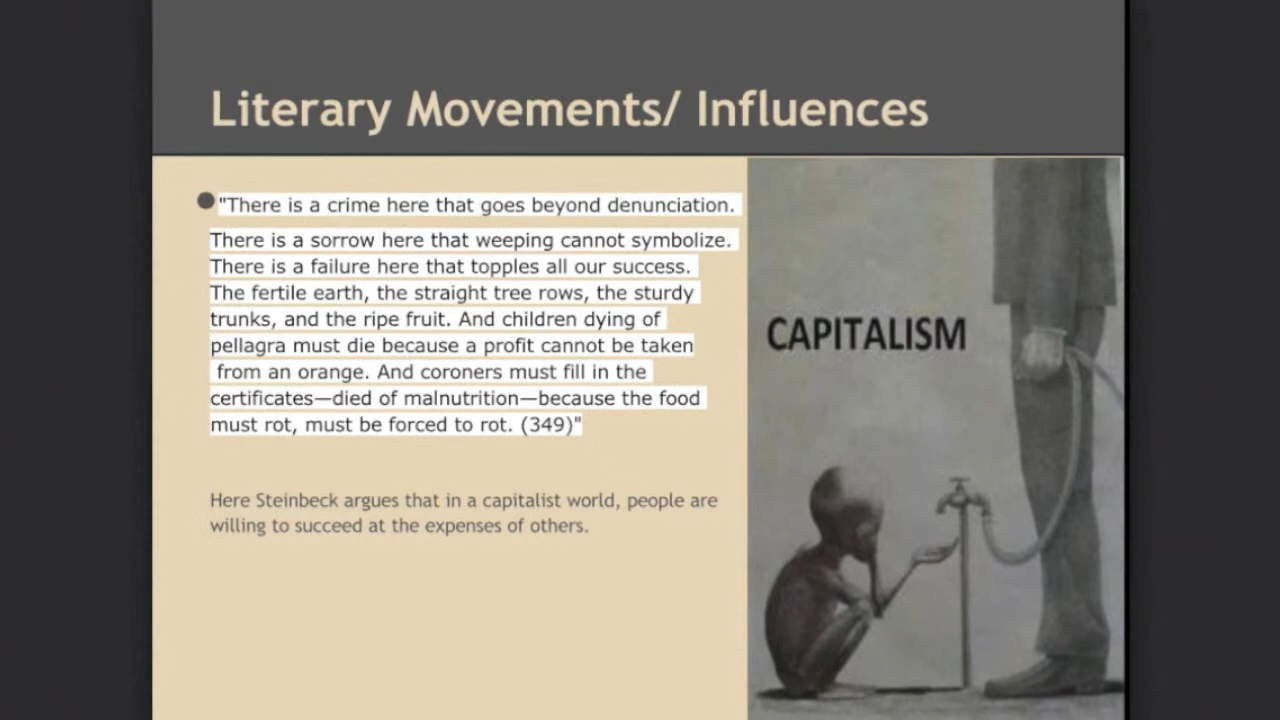 Literary Movements/ Influences
"There is a crime here that goes beyond denunciation.
There is a sorrow here that weeping cannot symbolize.
There is a failure here that topples all our success.
The fertile earth, the straight tree rows, the sturdy
trunks, and the ripe fruit. And children dying of
pellagra must die because a profit cannot be taken
from an orange. And coroners must fill in the
certificates—died of malnutrition—because the food
must rot, must be forced to rot. (349)"
Here Steinbeck argues that in a capitalist world, people are
willing to succeed at the expenses of others.
CAPITALISM